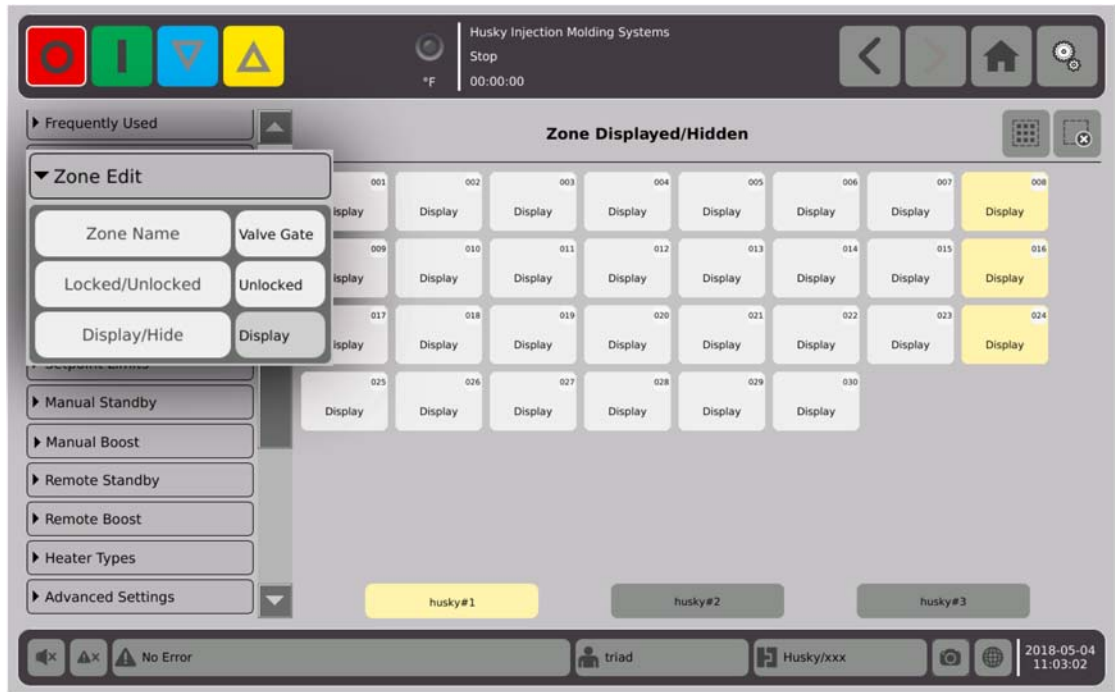 Husky Injection Molding Systems
Stop
°F
00:00:00
Frequently Used
Zone Displayed/Hidden
Zone Edit
Zone Name
Valve Gate
Locked/Unlocked
Unlocked
Display/Hide
Display
001 002 003 004 005 006 007 008
isplay Display Display Display Display Display Display Display
009 010 011 012 013 014 015 016
isplay Display Display Display Display Display Display Display
017 018 019 020 021 022 023 024
isplay Display Display Display Display Display Display Display
025 026 027 028 029 030
Display Display Display Display Display Display
Setpoint Limits
Manual Standby
Manual Boost
Remote Standby
Remote Boost
Heater Types
Advanced Settings
husky#1 husky#2 husky#3
No Error
triad
Husky/xxx
2018-05-04
11:03:02